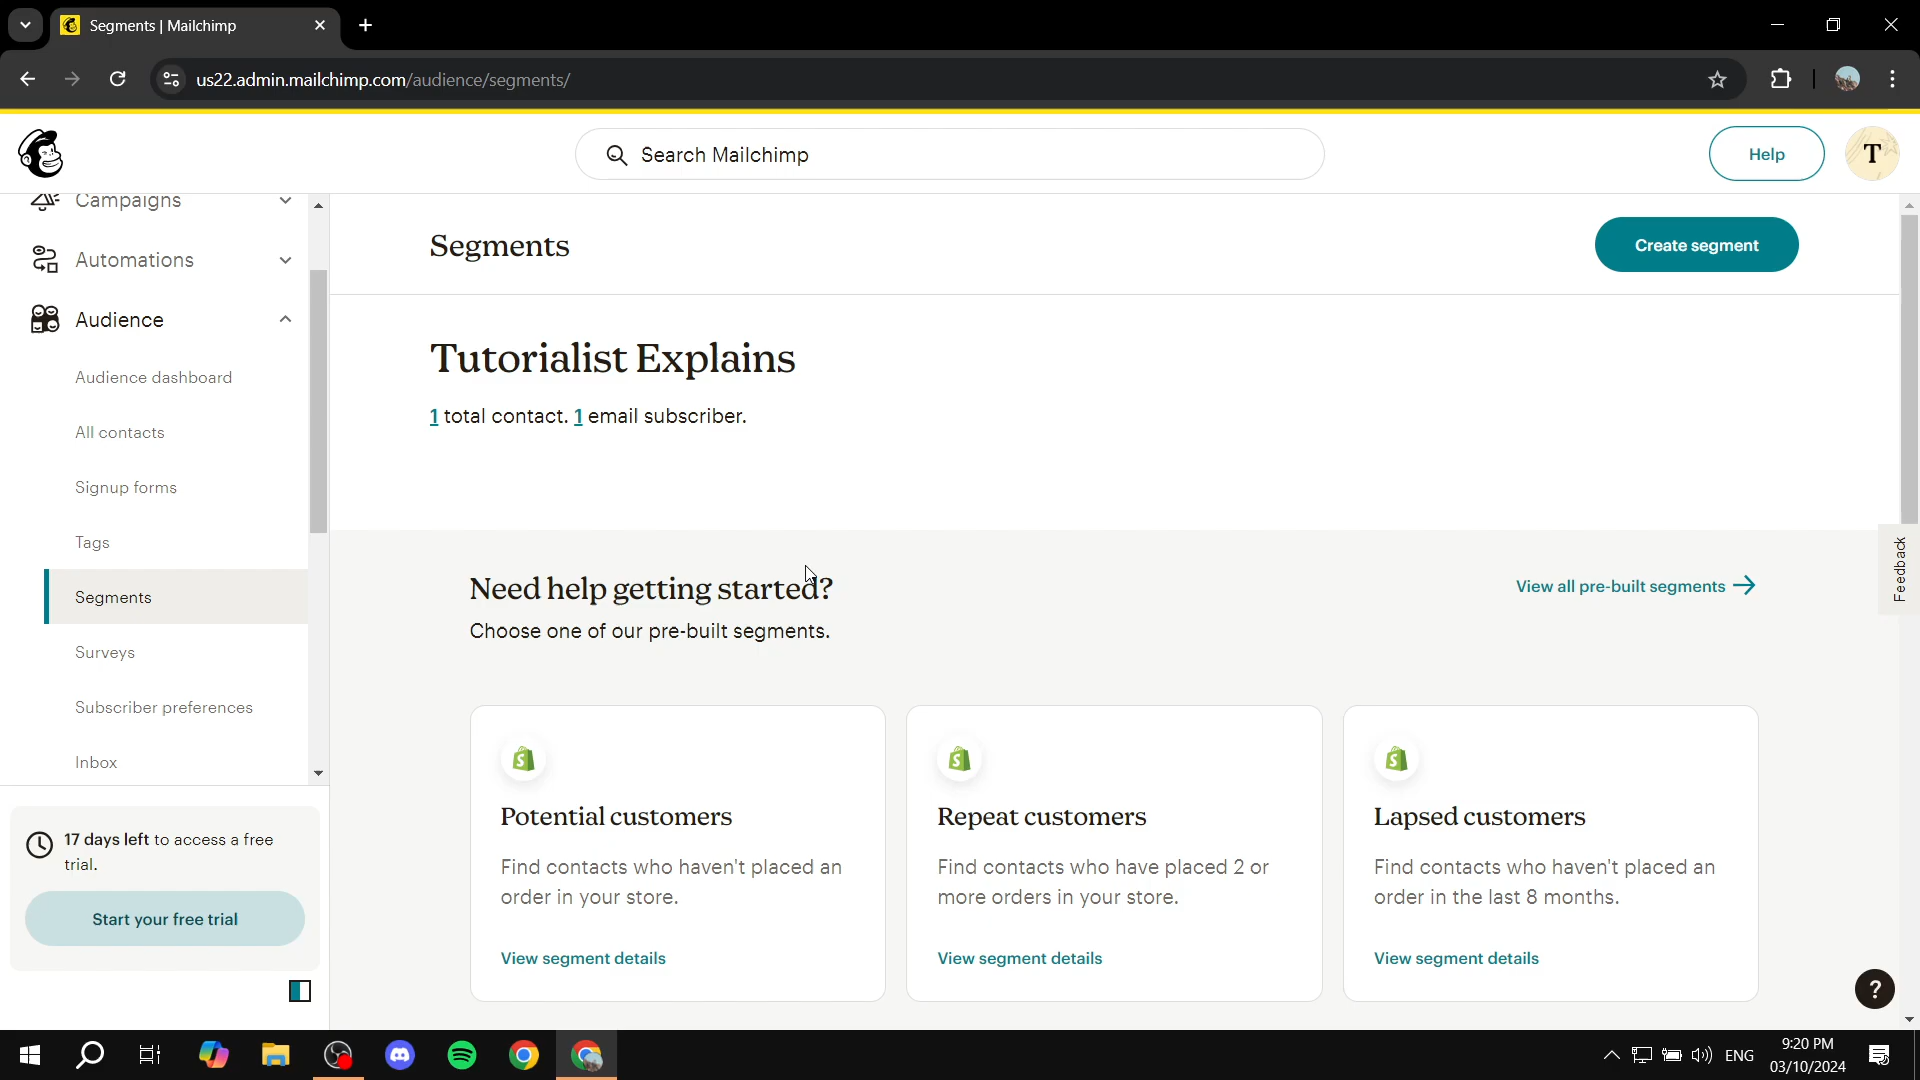 Segments | Mailchimp
us22.admin.mailchimp.com/audience/segments/
Search Mailchimp
Help
T
Campaigns
Automations
Audience
Audience dashboard
All contacts
Signup forms
Tags
Segments
Surveys
Subscriber preferences
Inbox
17 days left to access a free
trial.
Start your free trial
Segments
Create segment
Tutorialist Explains
1 total contact. 1 email subscriber.
Need help getting started?
Choose one of our pre-built segments.
View all pre-built segments
Potential customers
Find contacts who haven't placed an
order in your store.
View segment details
Repeat customers
Find contacts who have placed 2 or
more orders in your store.
View segment details
Lapsed customers
Find contacts who haven't placed an
order in the last 8 months.
View segment details
Feedback
?
ENG
9:20 PM
03/10/2024